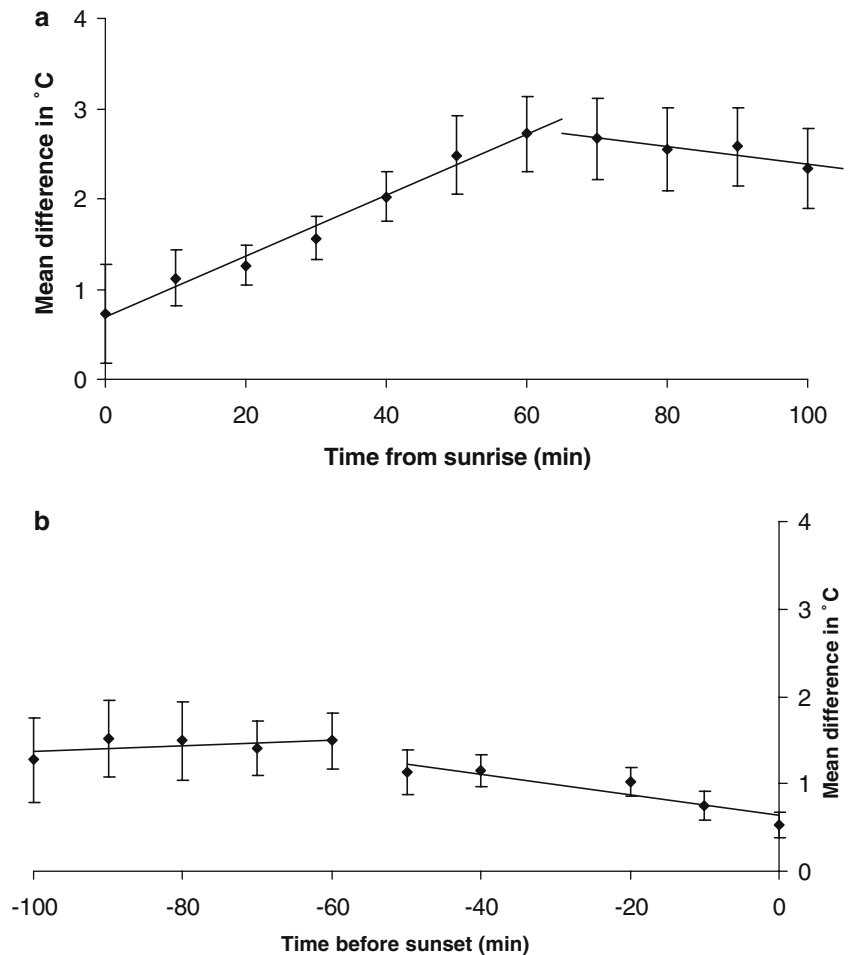 a
4
3
2
1
0
Mean difference in ˚C
0 20 40 60 80 100
Time from sunrise (min)
b
4
3
2
1
0
Mean difference in ˚C
-100 -80 -60 -40 -20 0
Time before sunset (min)